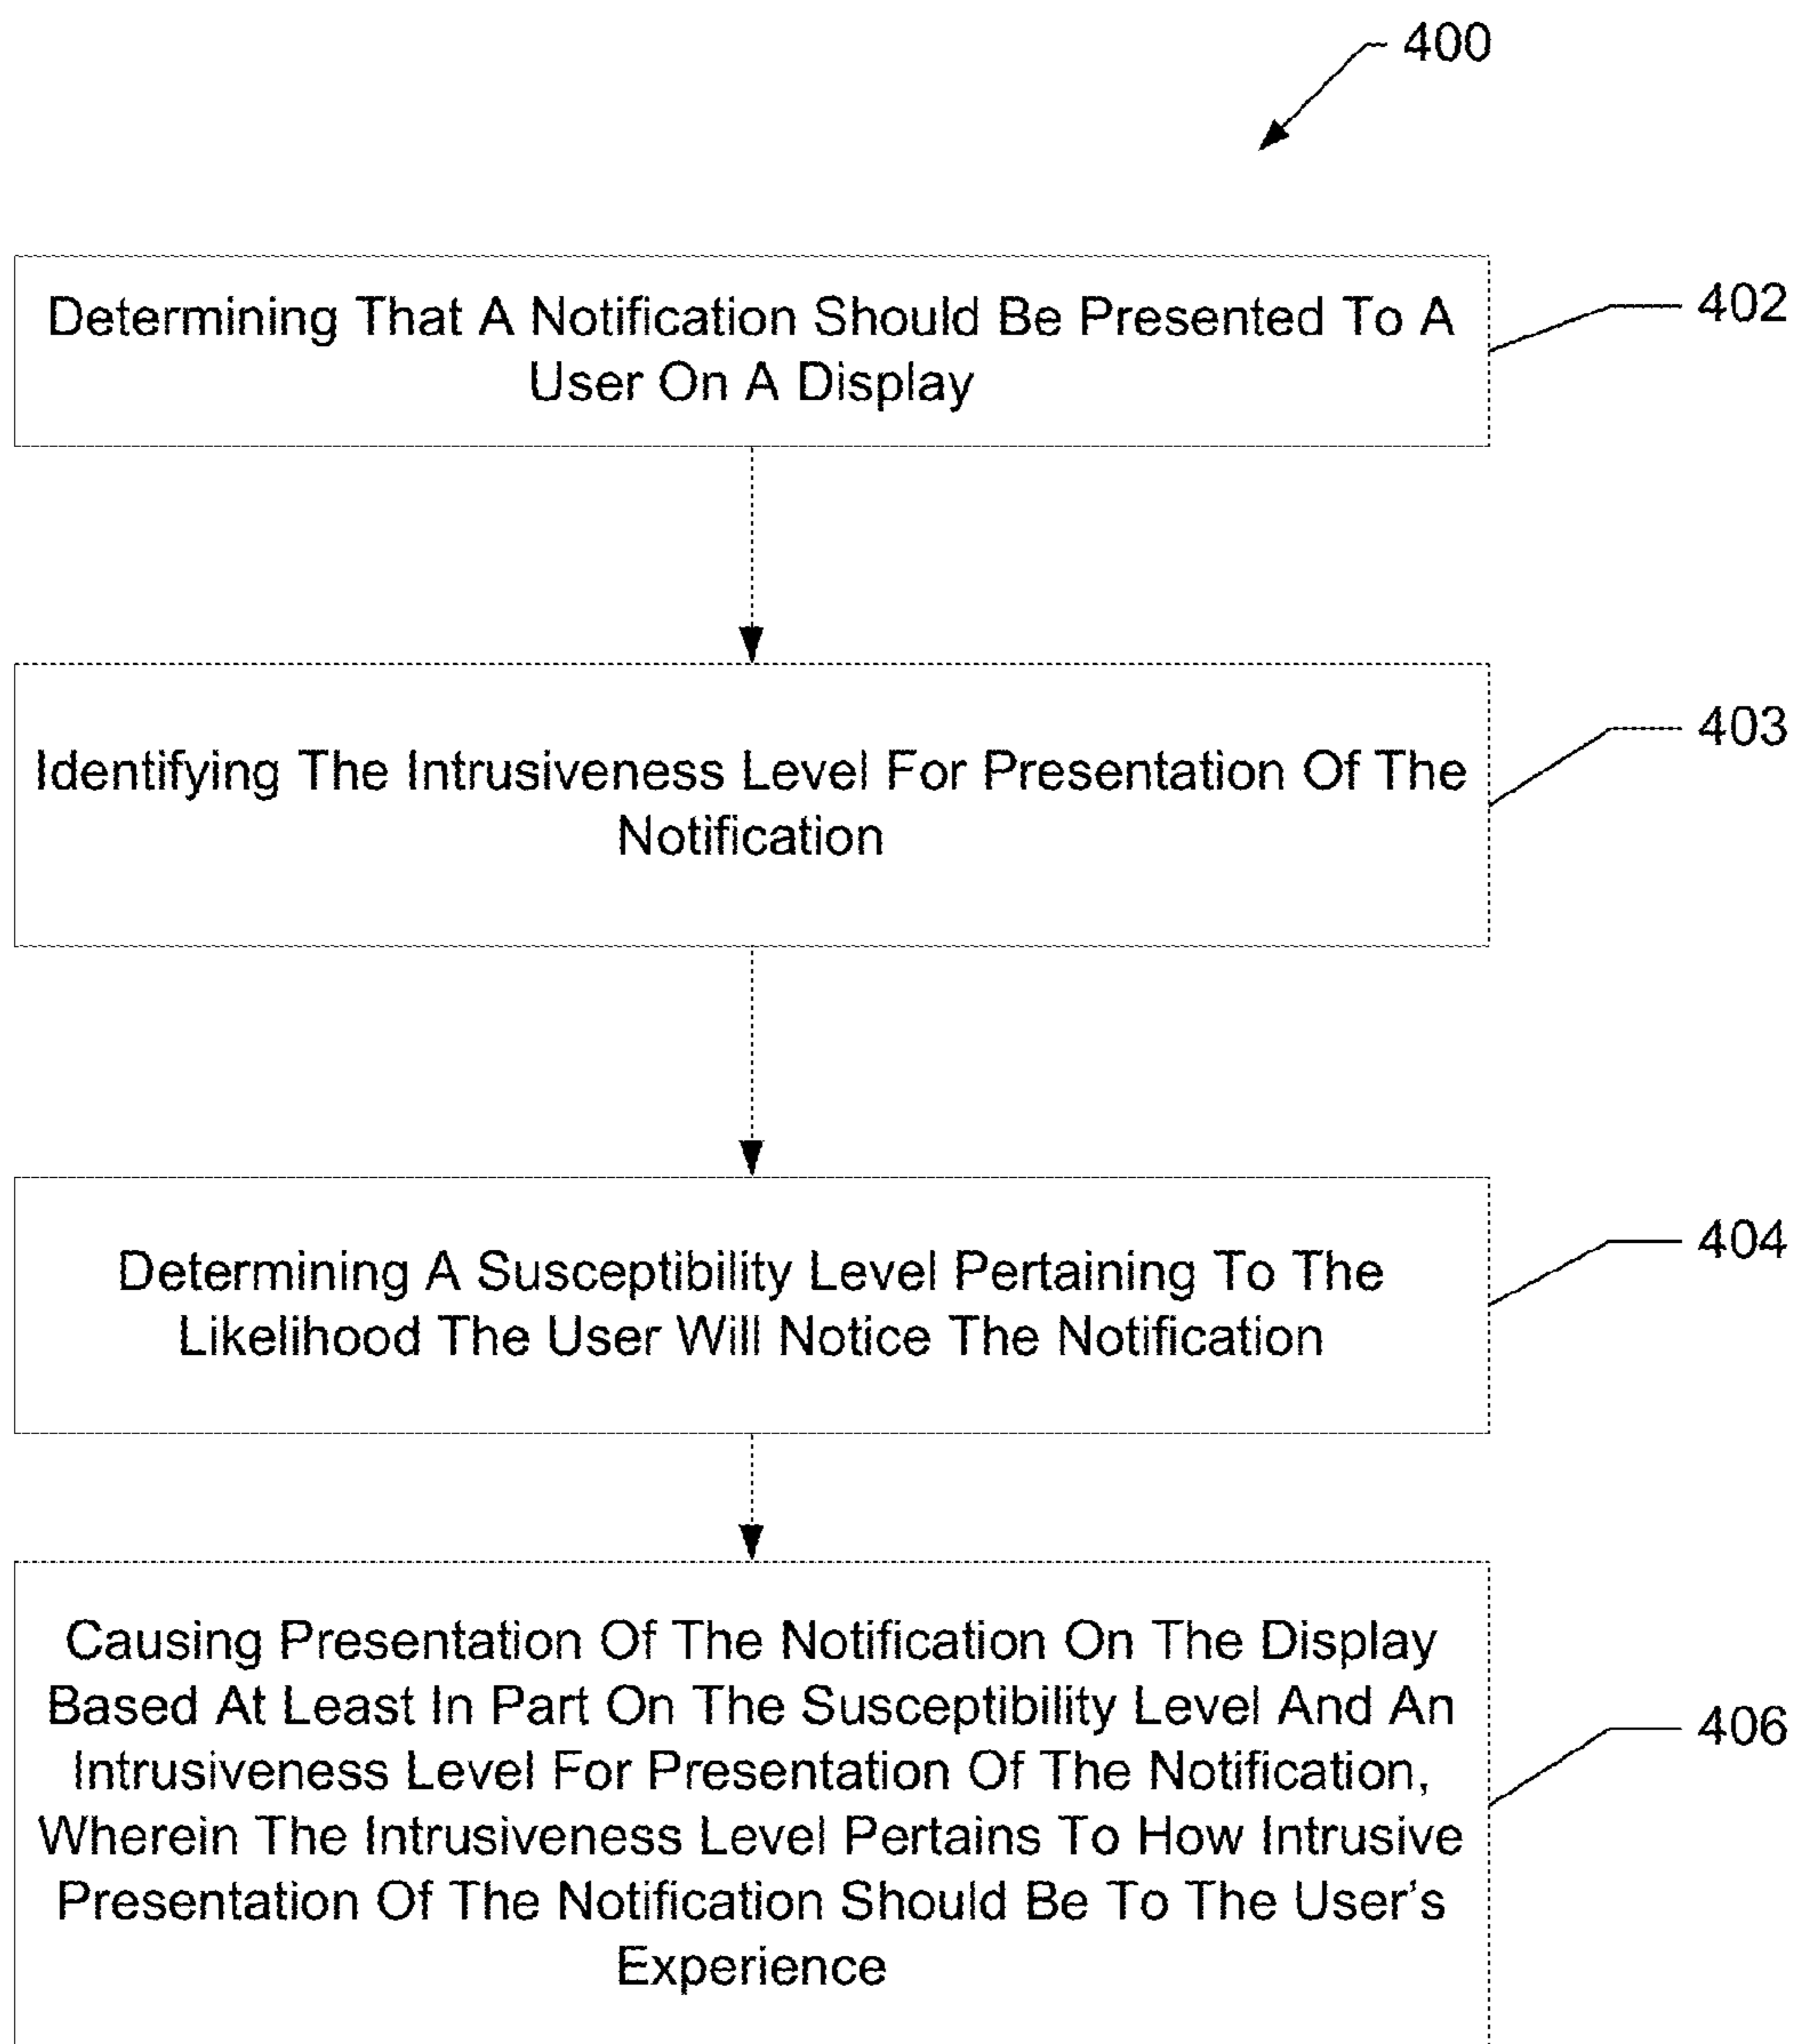 400
Determining That A Notification Should Be Presented To A
User On A Display
402
Identifying The Intrusiveness Level For Presentation Of The
Notification
403
Determining A Susceptibility Level Pertaining To The
Likelihood The User Will Notice The Notification
404
Causing Presentation Of The Notification On The Display
Based At Least In Part On The Susceptibility Level And An
Intrusiveness Level For Presentation Of The Notification,
Wherein The Intrusiveness Level Pertains To How Intrusive
Presentation Of The Notification Should Be To The User's
Experience
406